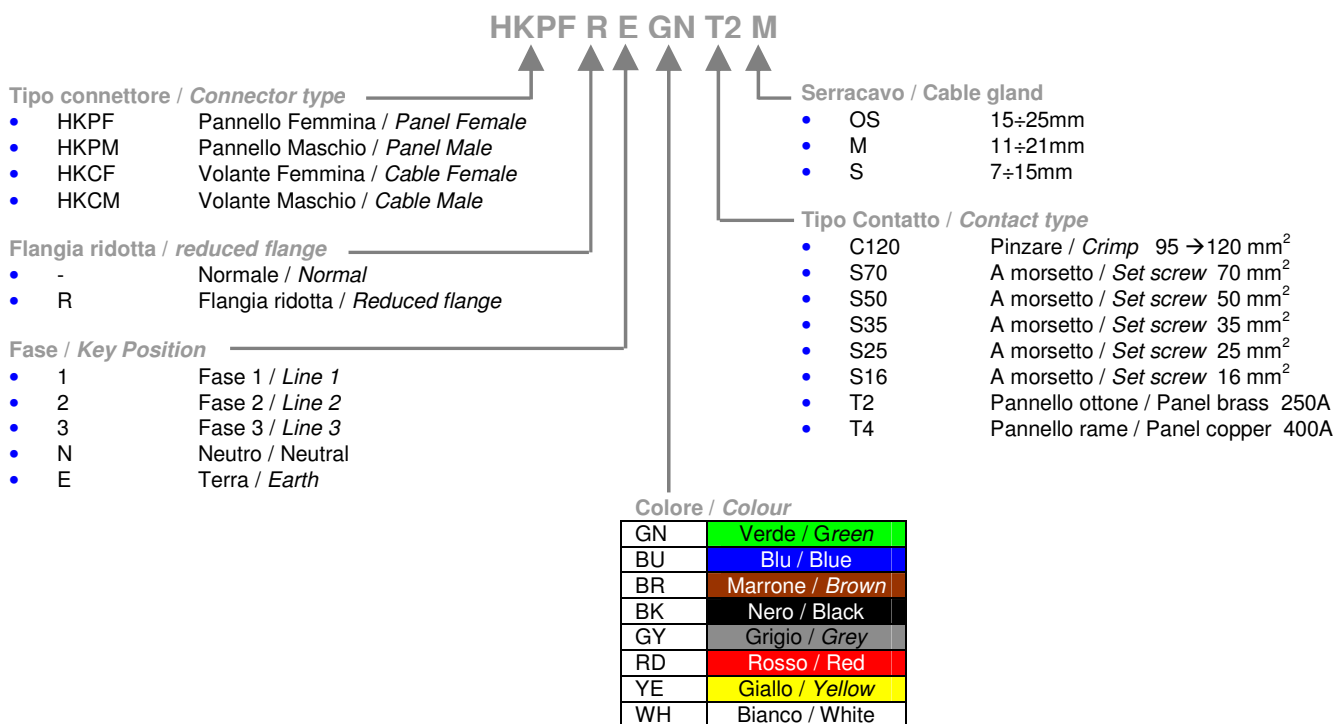 HKPF R E GN T2 M
Tipo connettore / Connector type
• HKPF Pannello Femmina / Panel Female
• HKPM Pannello Maschio / Panel Male
• HKCF Volante Femmina / Cable Female
• HKCM Volante Maschio / Cable Male
Flangia ridotta / reduced flange
• - Normale / Normal
• R Flangia ridotta / Reduced flange
Fase / Key Position
• 1 Fase 1 / Line 1
• 2 Fase 2 / Line 2
• 3 Fase 3 / Line 3
• N Neutro / Neutral
• E Terra / Earth
Serracavo / Cable gland
• OS 15÷25mm
• M 11÷21mm
• S 7÷15mm
Tipo Contatto / Contact type
• C120 Pinzare / Crimp 95 →120 mm²
• S70 A morsetto / Set screw 70 mm²
• S50 A morsetto / Set screw 50 mm²
• S35 A morsetto / Set screw 35 mm²
• S25 A morsetto / Set screw 25 mm²
• S16 A morsetto / Set screw 16 mm²
• T2 Pannello ottone / Panel brass 250A
• T4 Pannello rame / Panel copper 400A
Colore / Colour
GN Verde / Green
BU Blu / Blue
BR Marrone / Brown
BK Nero / Black
GY Grigio / Grey
RD Rosso / Red
YE Giallo / Yellow
WH Bianco / White